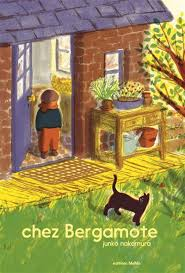 chez Bergamote
junko nakamura
éditions MeMo